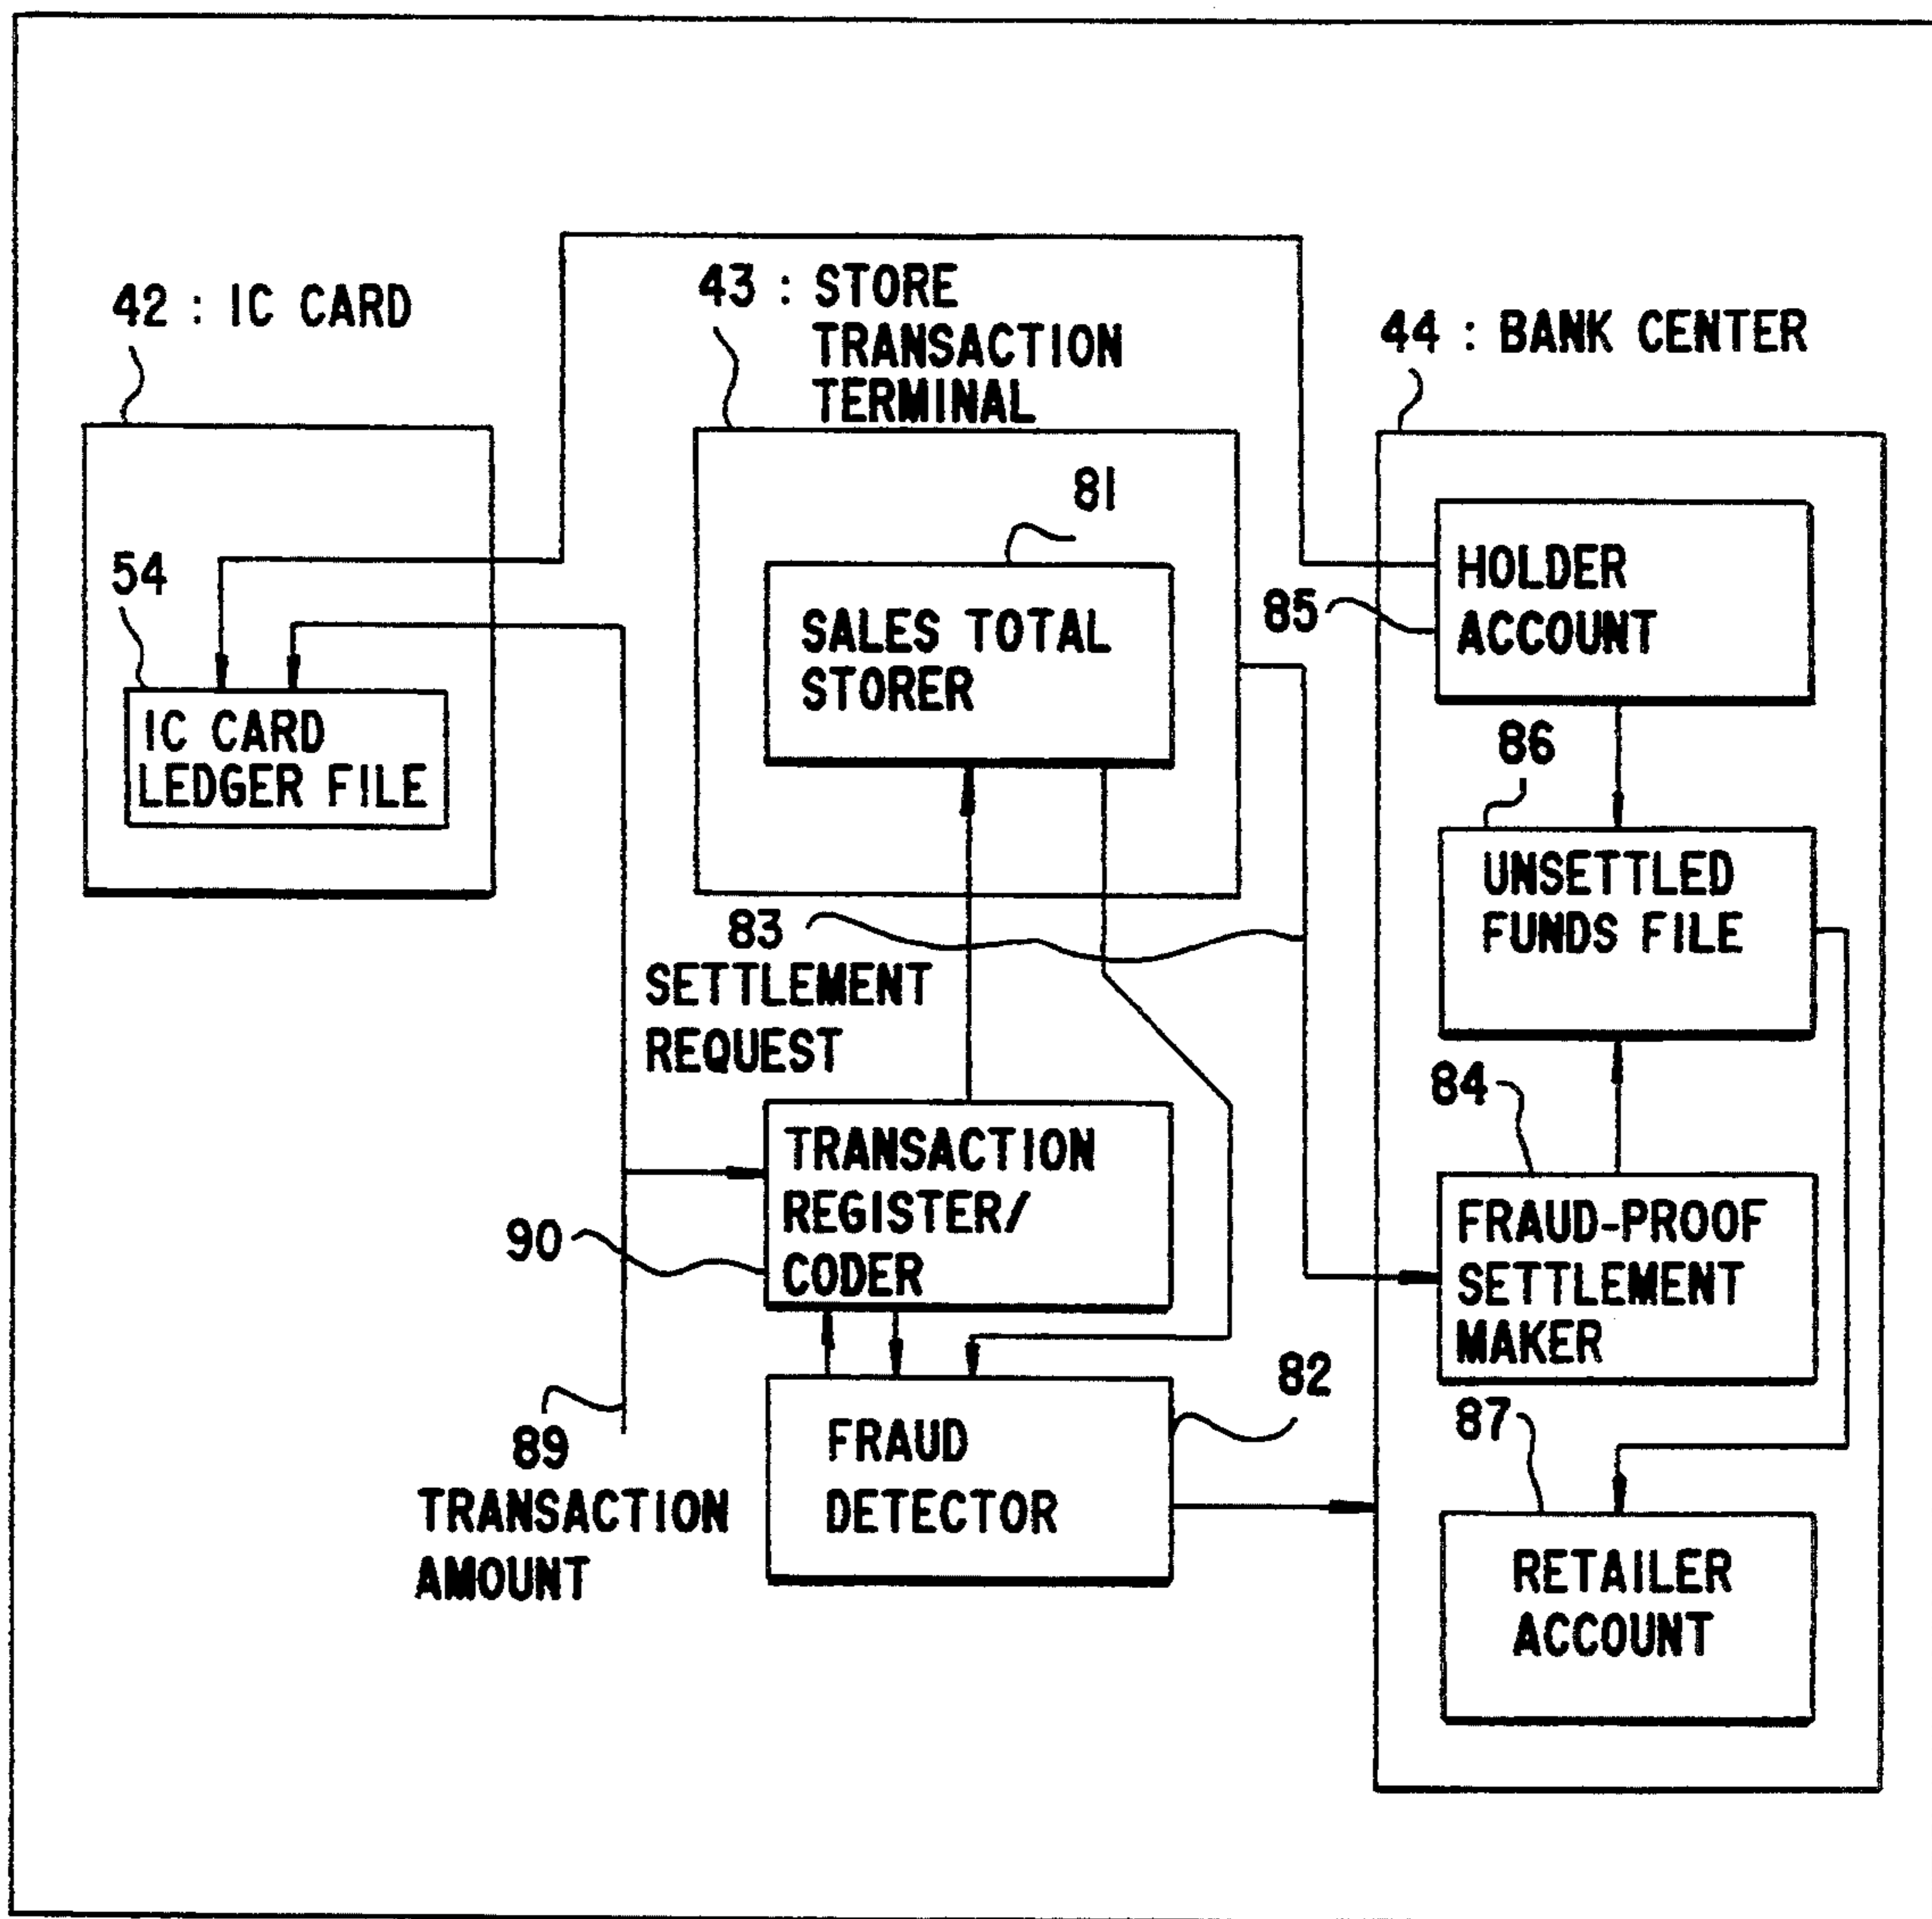 42 : IC CARD
43 : STORE
TRANSACTION
TERMINAL
44 : BANK CENTER
54
IC CARD
LEDGER FILE
81
SALES TOTAL
STORER
85
HOLDER
ACCOUNT
86
UNSETTLED
FUNDS FILE
83
SETTLEMENT
REQUEST
84
FRAUD-PROOF
SETTLEMENT
MAKER
90
TRANSACTION
REGISTER/
CODER
82
FRAUD
DETECTOR
89
TRANSACTION
AMOUNT
87
RETAILER
ACCOUNT